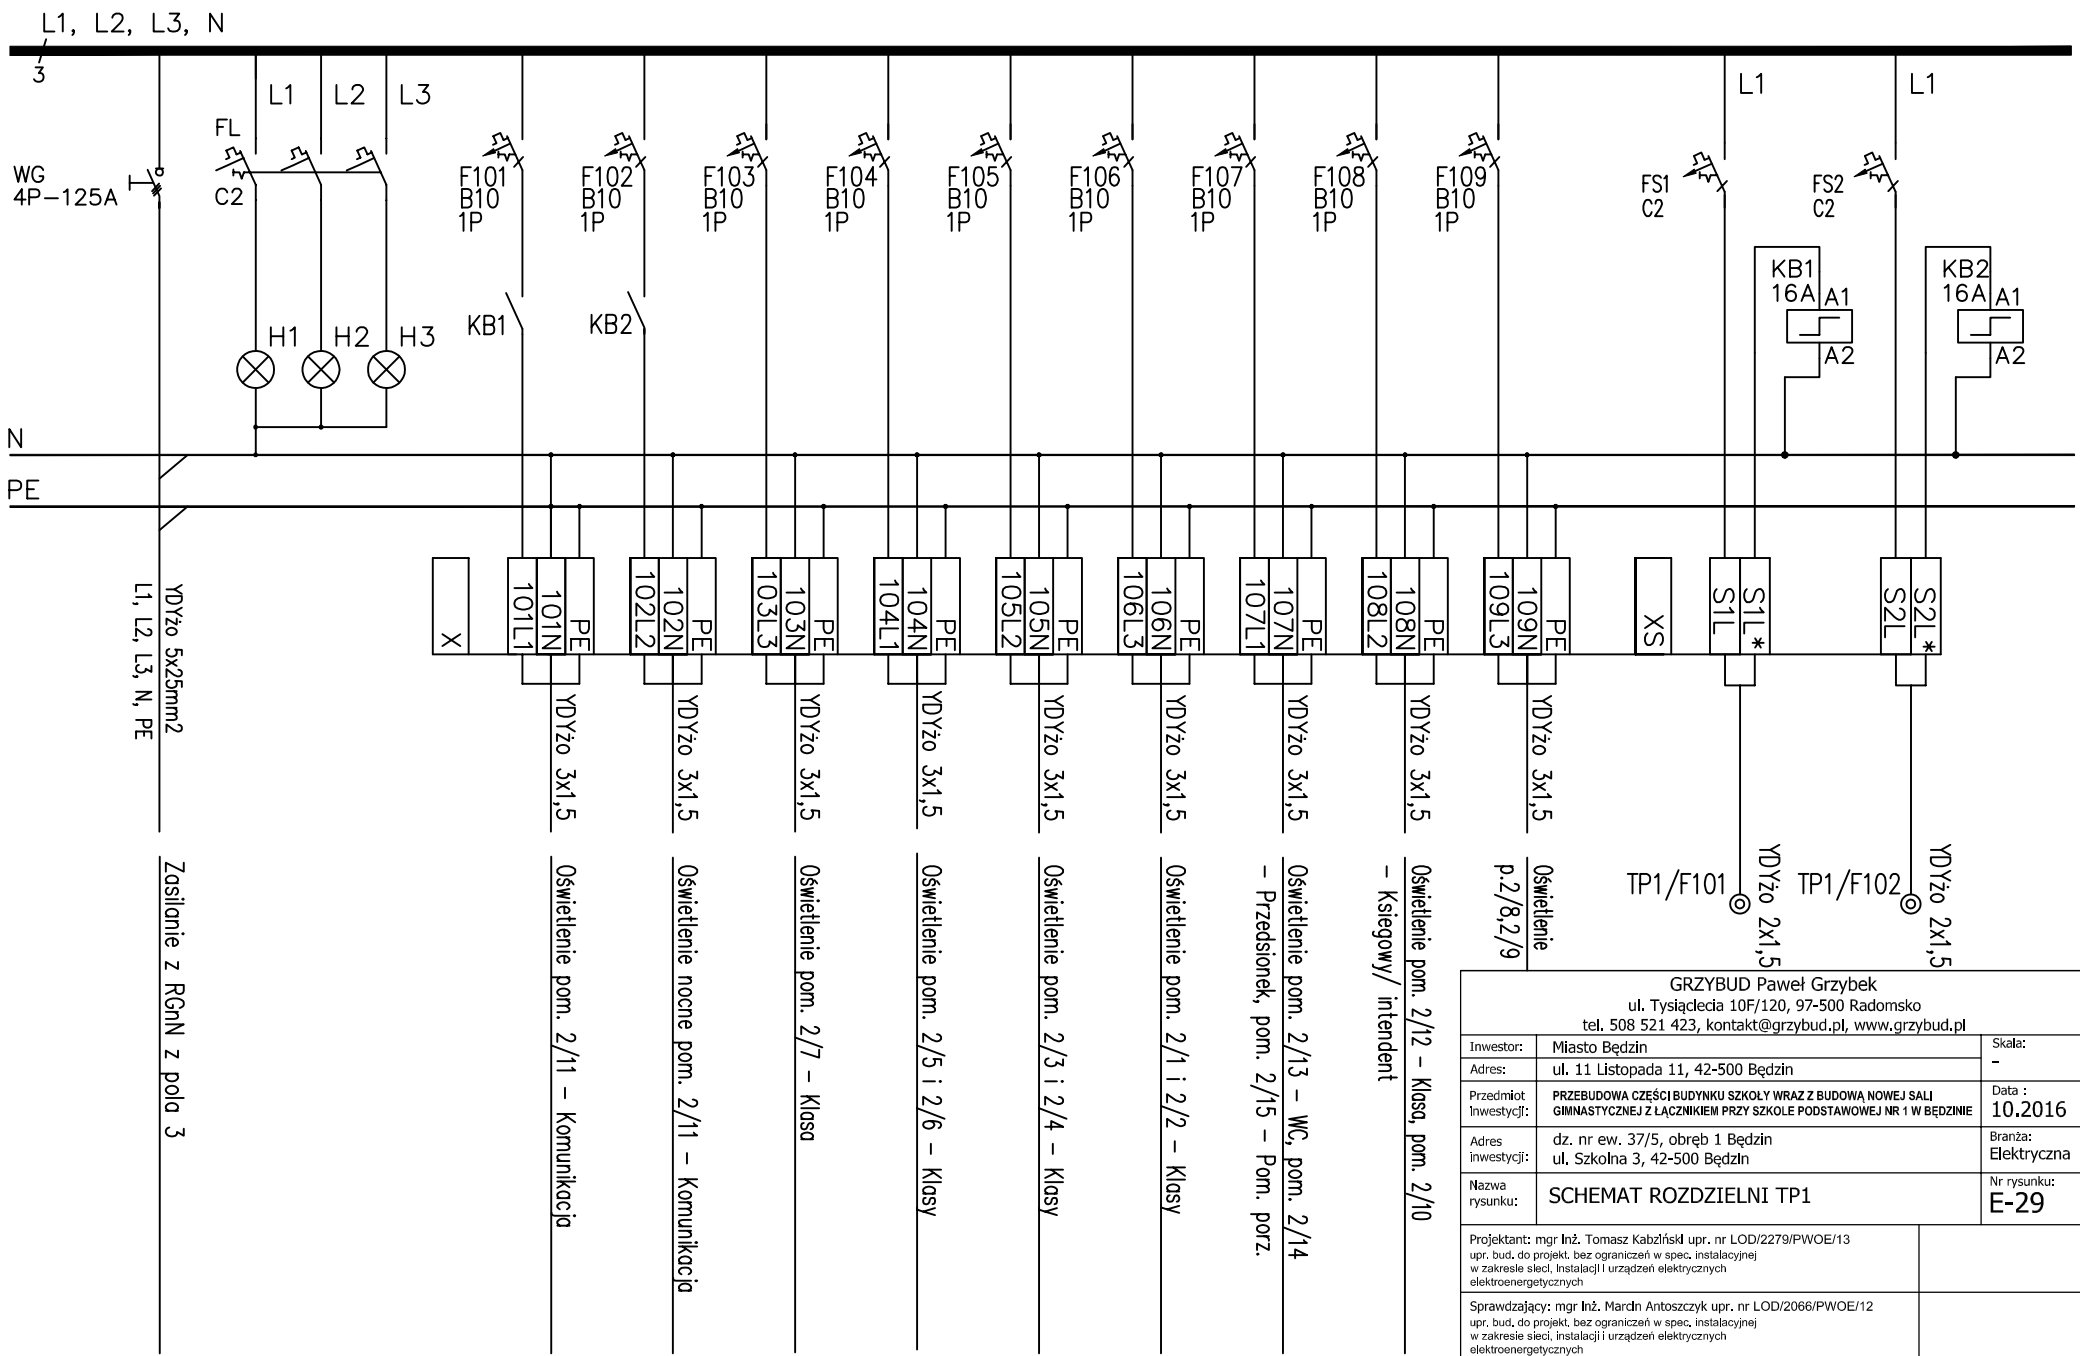 L1, L2, L3, N
3
L1
L2
L3
L1
L1
FL
C2
WG
4P-125A
F101
B10
1P
F102
B10
1P
F103
B10
1P
F104
B10
1P
F105
B10
1P
F106
B10
1P
F107
B10
1P
F108
B10
1P
F109
B10
1P
FS1
C2
FS2
C2
KB1
KB2
KB1
16A
A1
A2
KB2
16A
A1
A2
H1
H2
H3
N
PE
YDYżo 5x25mm2
L1, L2, L3, N, PE
X
101L1
101N
PE
102L2
102N
PE
103L3
103N
PE
104L1
104N
PE
105L2
105N
PE
106L3
106N
PE
107L1
107N
PE
108L2
108N
PE
109L3
109N
PE
XS
S1L
S1L*
S2L
S2L*
YDYżo 3x1,5
YDYżo 3x1,5
YDYżo 3x1,5
YDYżo 3x1,5
YDYżo 3x1,5
YDYżo 3x1,5
YDYżo 3x1,5
YDYżo 3x1,5
YDYżo 3x1,5
TP1/F101
YDYżo 2x1,5
TP1/F102
YDYżo 2x1,5
Zasilanie z RGnN z pola 3
Oświetlenie pom. 2/11 - Komunikacja
Oświetlenie nocne pom. 2/11 - Komunikacja
Oświetlenie pom. 2/7 - Klasa
Oświetlenie pom. 2/5 i 2/6 - Klasy
Oświetlenie pom. 2/3 i 2/4 - Klasy
Oświetlenie pom. 2/1 i 2/2 - Klasy
Oświetlenie pom. 2/13 - WC, pom. 2/14
- Przedsionek, pom. 2/15 - Pom. porz.
Oświetlenie pom. 2/12 - Klasa, pom. 2/10
- Ksiegowy/ intendent
Oświetlenie
p.2/8,2/9
GRZYBUD Paweł Grzybek
ul. Tysiąclecia 10F/120, 97-500 Radomsko
tel. 508 521 423, kontakt@grzybud.pl, www.grzybud.pl
Inwestor: Miasto Będzin
Skala:
-
Adres: ul. 11 Listopada 11, 42-500 Będzin
Przedmiot
inwestycji:
PRZEBUDOWA CZĘŚCI BUDYNKU SZKOŁY WRAZ Z BUDOWĄ NOWEJ SALI
GIMNASTYCZNEJ Z ŁĄCZNIKIEM PRZY SZKOLE PODSTAWOWEJ NR 1 W BĘDZINIE
Data :
10.2016
Adres
inwestycji:
dz. nr ew. 37/5, obręb 1 Będzin
ul. Szkolna 3, 42-500 Będzin
Branża:
Elektryczna
Nazwa
rysunku:
SCHEMAT ROZDZIELNI TP1
Nr rysunku:
E-29
Projektant: mgr inż. Tomasz Kabziński upr. nr LOD/2279/PWOE/13
upr. bud. do projekt. bez ograniczeń w spec. instalacyjnej
w zakresie sieci, instalacji i urządzeń elektrycznych
elektroenergetycznych
Sprawdzający: mgr inż. Marcin Antoszczyk upr. nr LOD/2066/PWOE/12
upr. bud. do projekt. bez ograniczeń w spec. instalacyjnej
w zakresie sieci, instalacji i urządzeń elektrycznych
elektroenergetycznych